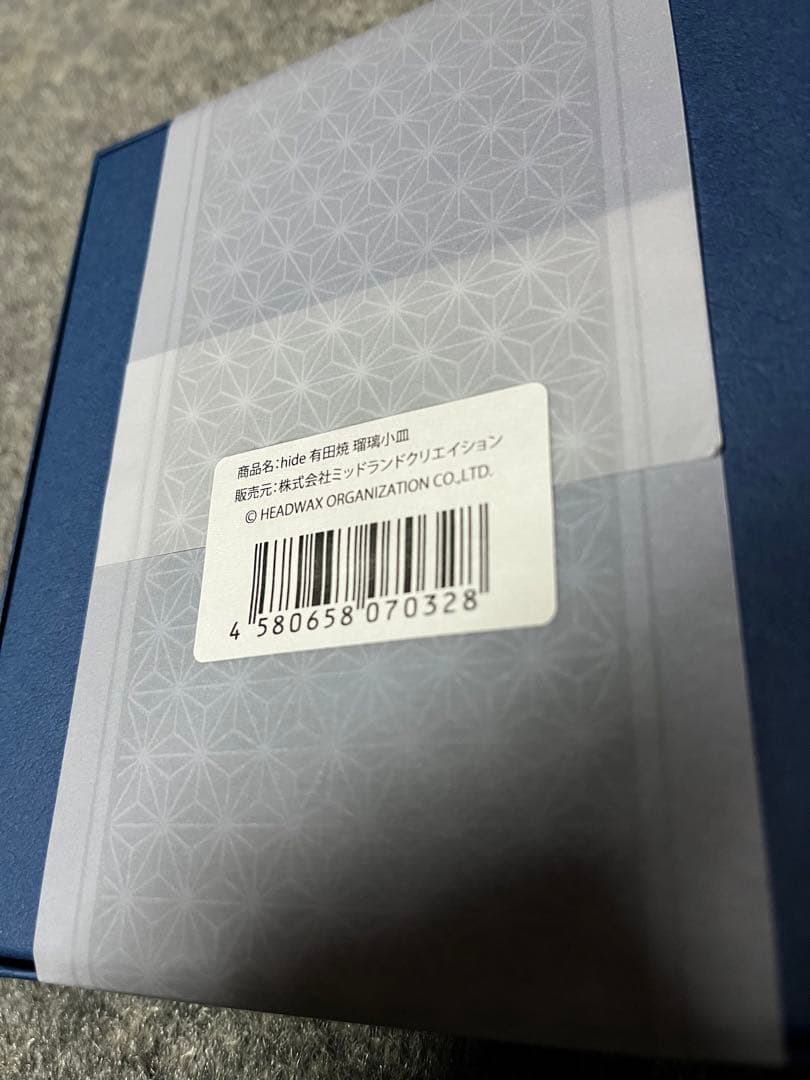 商品名:hide 有田焼 瑠璃小皿
販売元:株式会社ミッドランドクリエイション
© HEADWAX ORGANIZATION CO.,LTD.
4 580658 070328